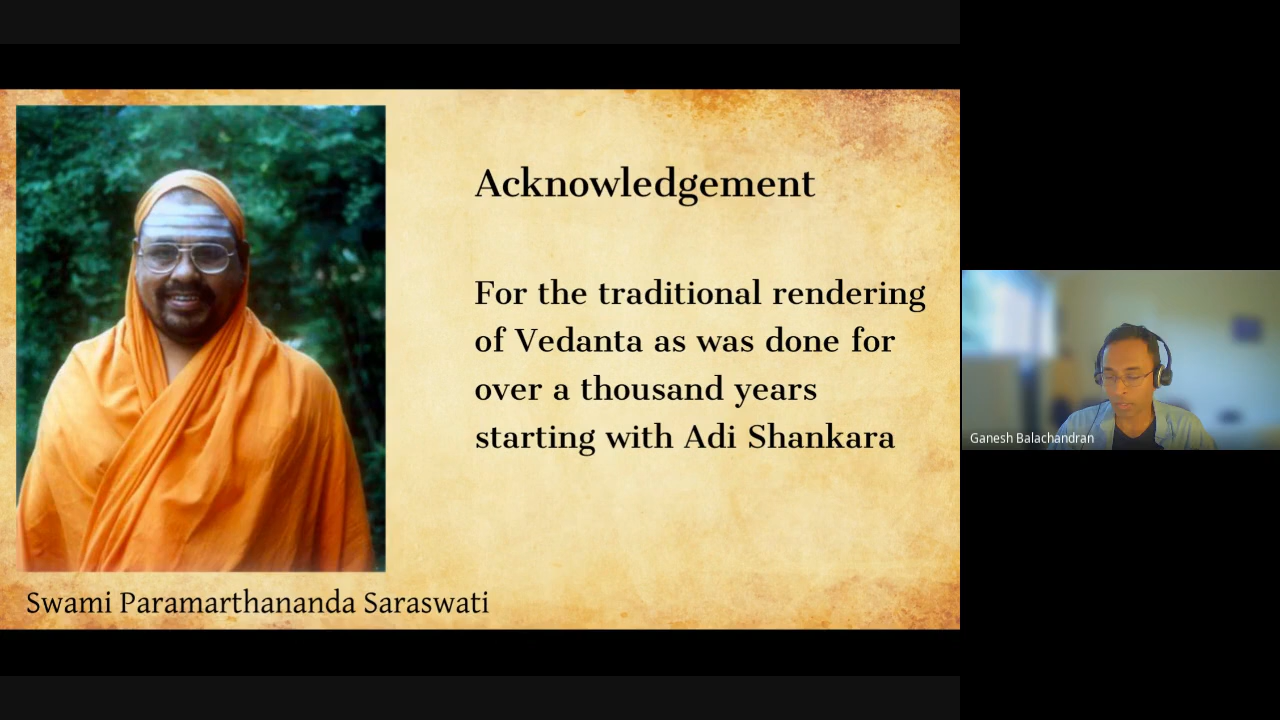 Acknowledgement
For the traditional rendering
of Vedanta as was done for
over a thousand years
starting with Adi Shankara
Swami Paramarthananda Saraswati
Ganesh Balachandran